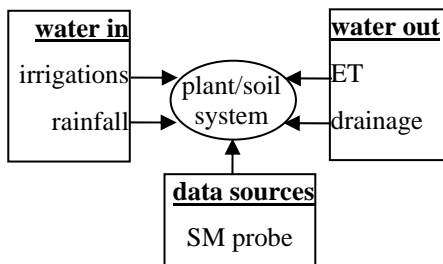 water in
irrigations
rainfall
plant/soil
system
water out
ET
drainage
data sources
SM probe